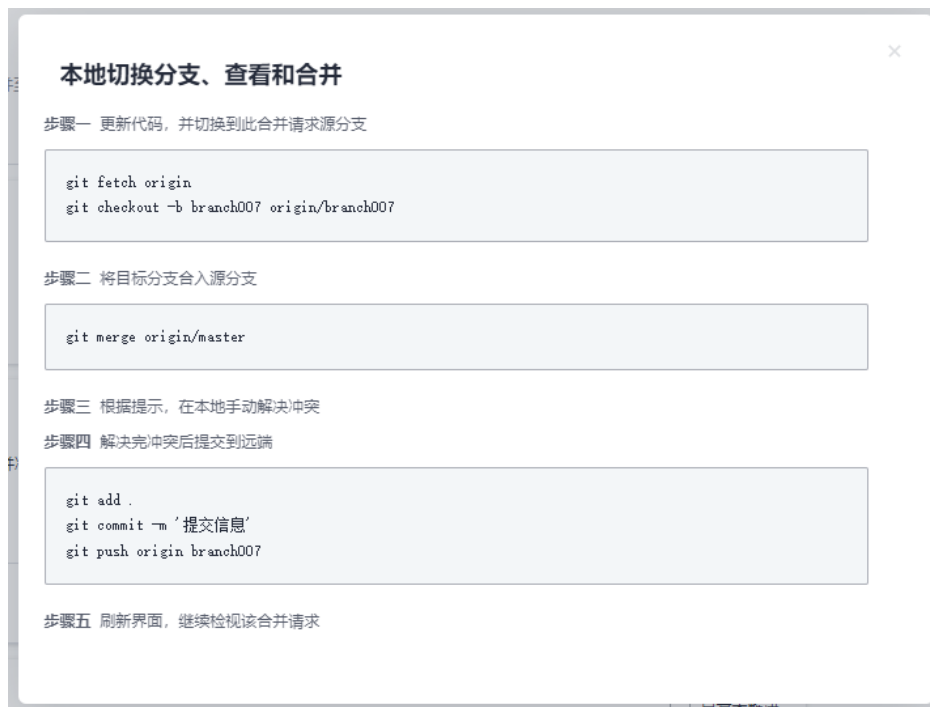 本地切换分支、查看和合并
步骤一 更新代码，并切换到此合并请求源分支
git fetch origin
git checkout -b branch007 origin/branch007
步骤二 将目标分支合入源分支
git merge origin/master
步骤三 根据提示，在本地手动解决冲突
步骤四 解决完冲突后提交到远端
git add .
git commit -m '提交信息'
git push origin branch007
步骤五 刷新界面，继续检视该合并请求